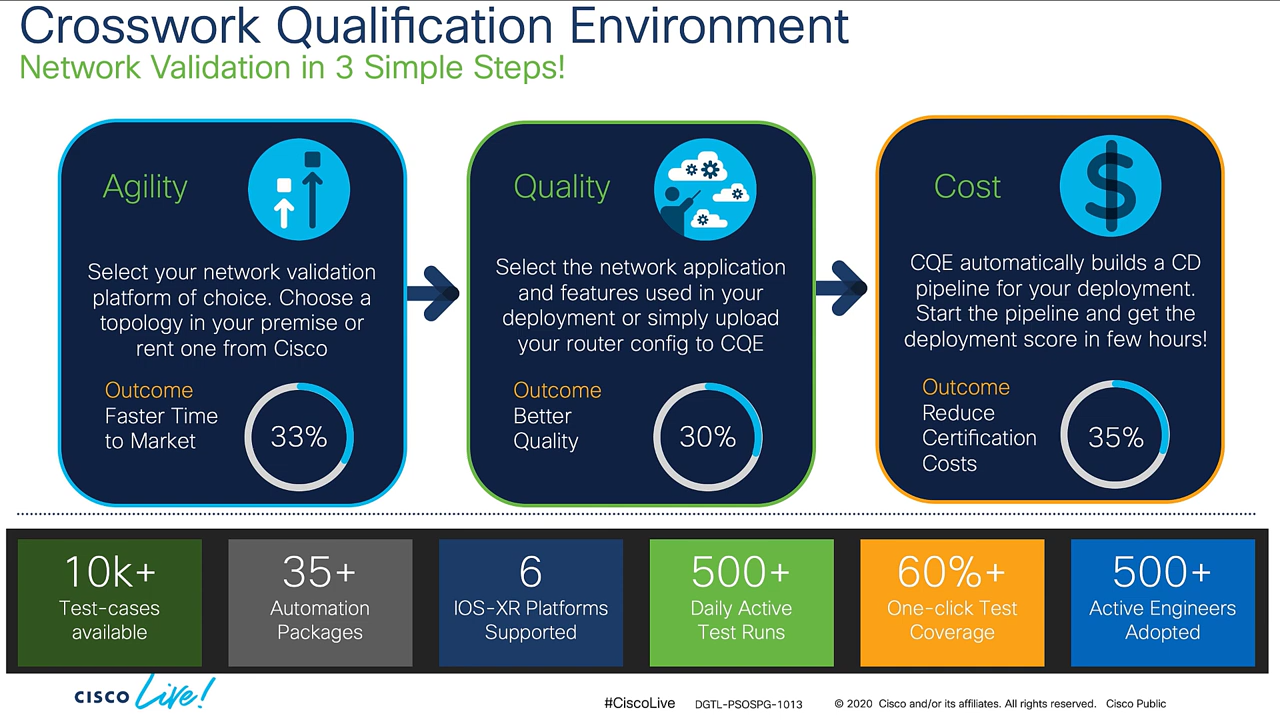 Crosswork Qualification Environment
Network Validation in 3 Simple Steps!
Agility
Select your network validation
platform of choice. Choose a
topology in your premise or
rent one from Cisco
Outcome
Faster Time
to Market
33%
Quality
Select the network application
and features used in your
deployment or simply upload
your router config to CQE
Outcome
Better
Quality
30%
Cost
$
CQE automatically builds a CD
pipeline for your deployment.
Start the pipeline and get the
deployment score in few hours!
Outcome
Reduce
Certification
Costs
35%
10k+
Test-cases
available
35+
Automation
Packages
6
IOS-XR Platforms
Supported
500+
Daily Active
Test Runs
60%+
One-click Test
Coverage
500+
Active Engineers
Adopted
CISCO Live!
#CiscoLive DGTL-PSOSPG-1013 © 2020 Cisco and/or its affiliates. All rights reserved. Cisco Public